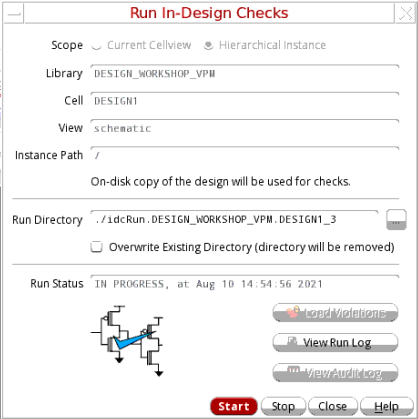 Run In-Design Checks
Scope Current Cellview Hierarchical Instance
Library DESIGN_WORKSHOP_VPM
Cell DESIGN1
View schematic
Instance Path /
On-disk copy of the design will be used for checks.
Run Directory ./idcRun.DESIGN_WORKSHOP_VPM.DESIGN1_3 ...
Overwrite Existing Directory (directory will be removed)
Run Status IN PROGRESS, at Aug 10 14:54:56 2021
Load Violations
View Run Log
View Audit Log
Start Stop Close Help